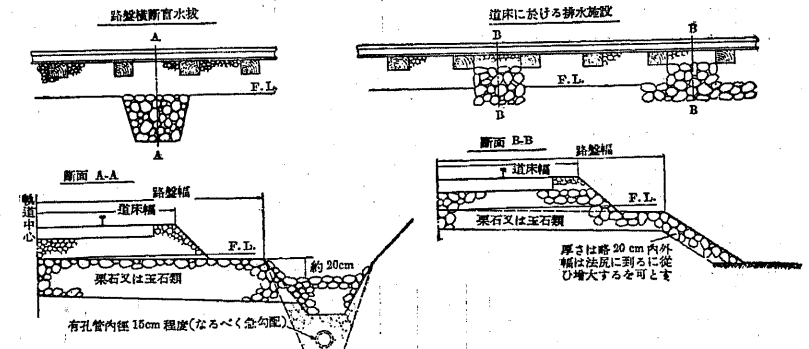 路盤横断盲水抜
A
F.L.
A
道床に於ける排水施設
B
B
F.L.
F.L.
B
B
断面 A-A
路盤幅
軌道中心
道床幅
F.L.
栗石又は玉石類
約 20cm
有孔管内径 15cm 程度(なるべく急勾配)
断面 B-B
路盤幅
道床幅
F.L.
栗石又は玉石類
厚さは略 20 cm 内外
幅は法尻に到るに従
ひ増大するを可とす